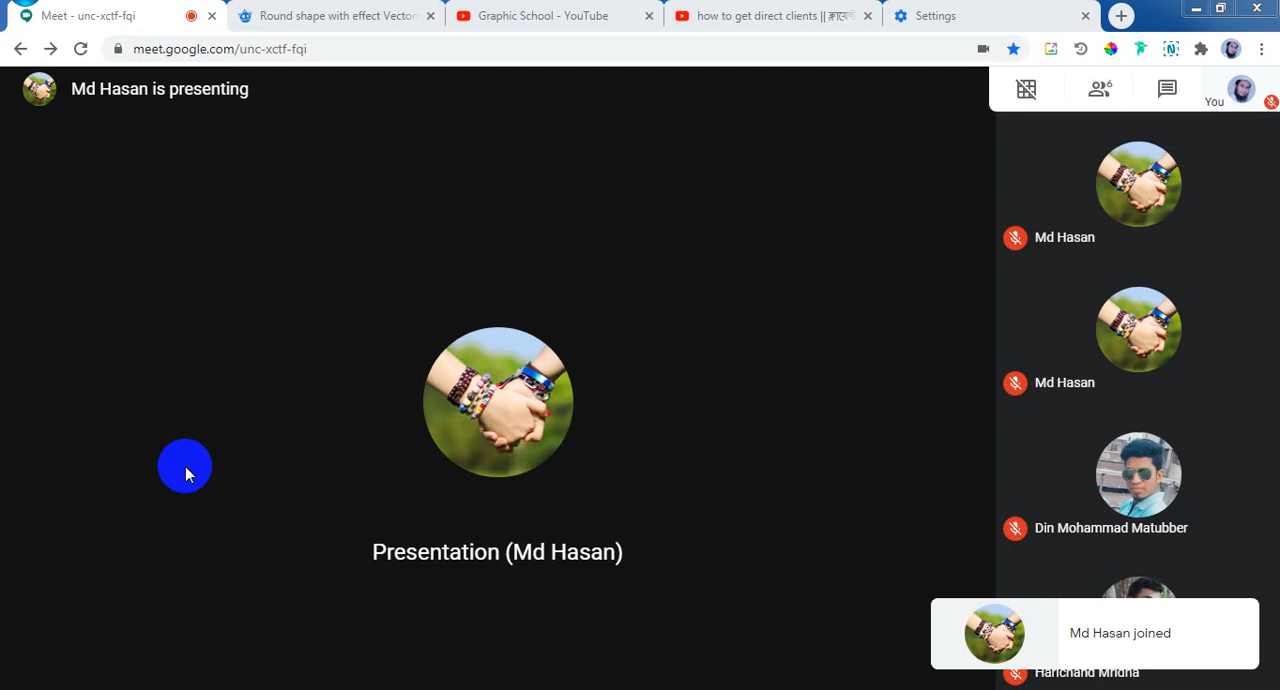 Meet - unc-xctf-fqi
Round shape with effect Vector
Graphic School - YouTube
how to get direct clients || ক্লায়েন্ট
Settings
meet.google.com/unc-xctf-fqi
Md Hasan is presenting
6
You
Md Hasan
Md Hasan
Din Mohammad Matubber
Presentation (Md Hasan)
Md Hasan joined
Harichand Mridha